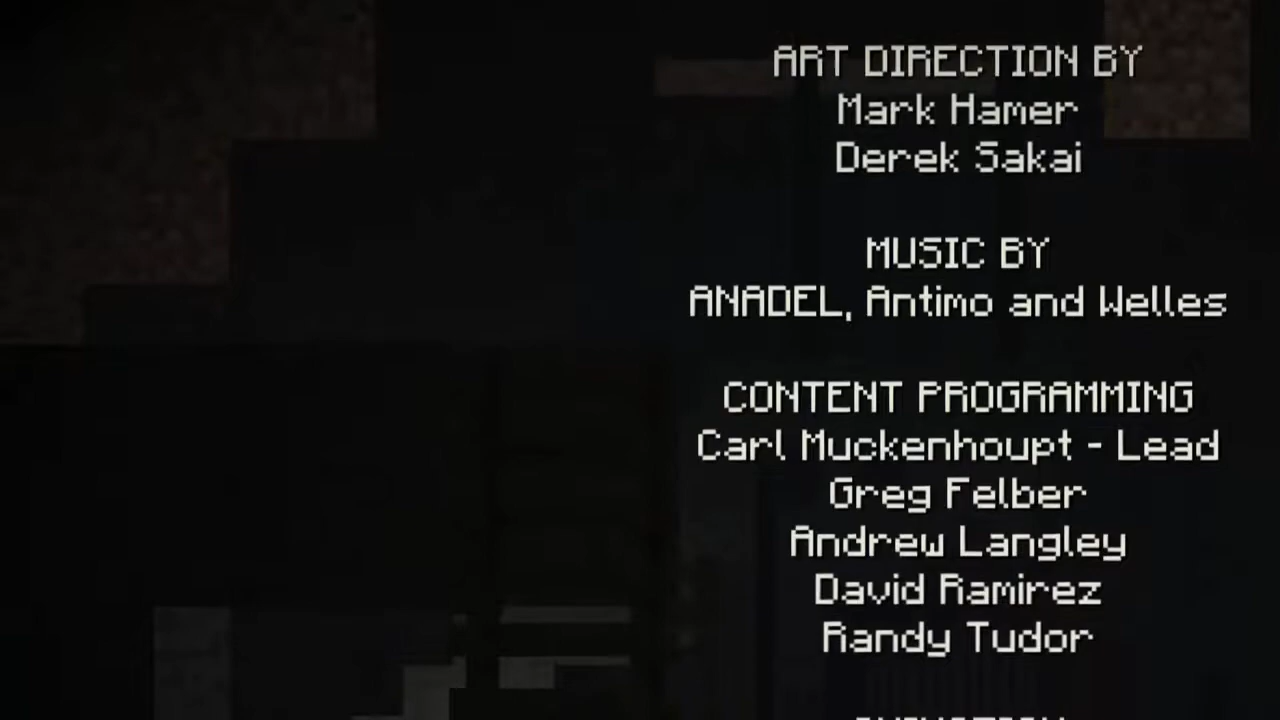 ART DIRECTION BY
Mark Hamer
Derek Sakai
MUSIC BY
ANADEL, Antimo and Welles
CONTENT PROGRAMMING
Carl Muckenhoupt - Lead
Greg Felber
Andrew Langley
David Ramirez
Randy Tudor